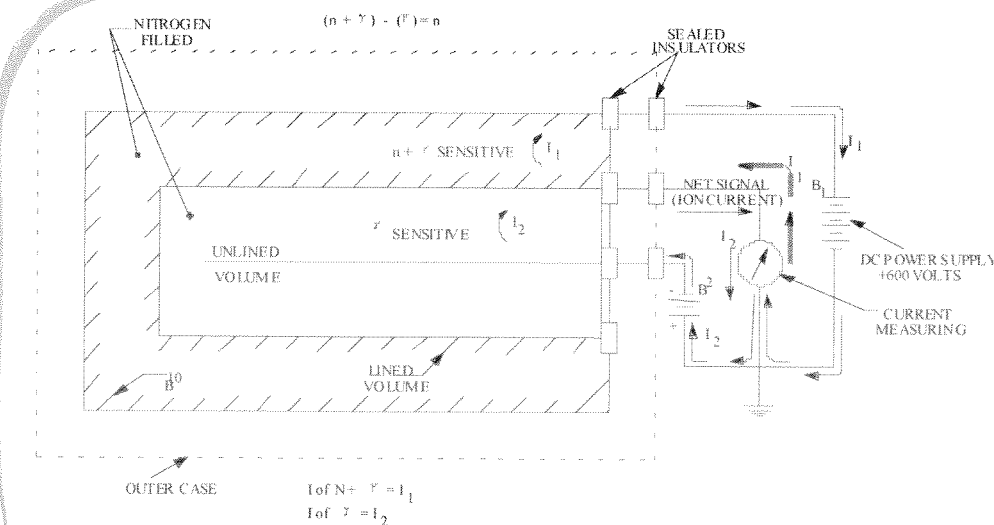 (n + γ) - (γ) = n
NITROGEN
FILLED
SEALED
INSULATORS
n + γ SENSITIVE I1
γ SENSITIVE I2
UNLINED
VOLUME
NET SIGNAL
(ION CURRENT)
I1
I1
B1
I2
B2
-
+
I2
DC POWER SUPPLY
+600 VOLTS
CURRENT
MEASURING
LINED
VOLUME
B10
OUTER CASE
I of N + γ = I1
I of γ = I2